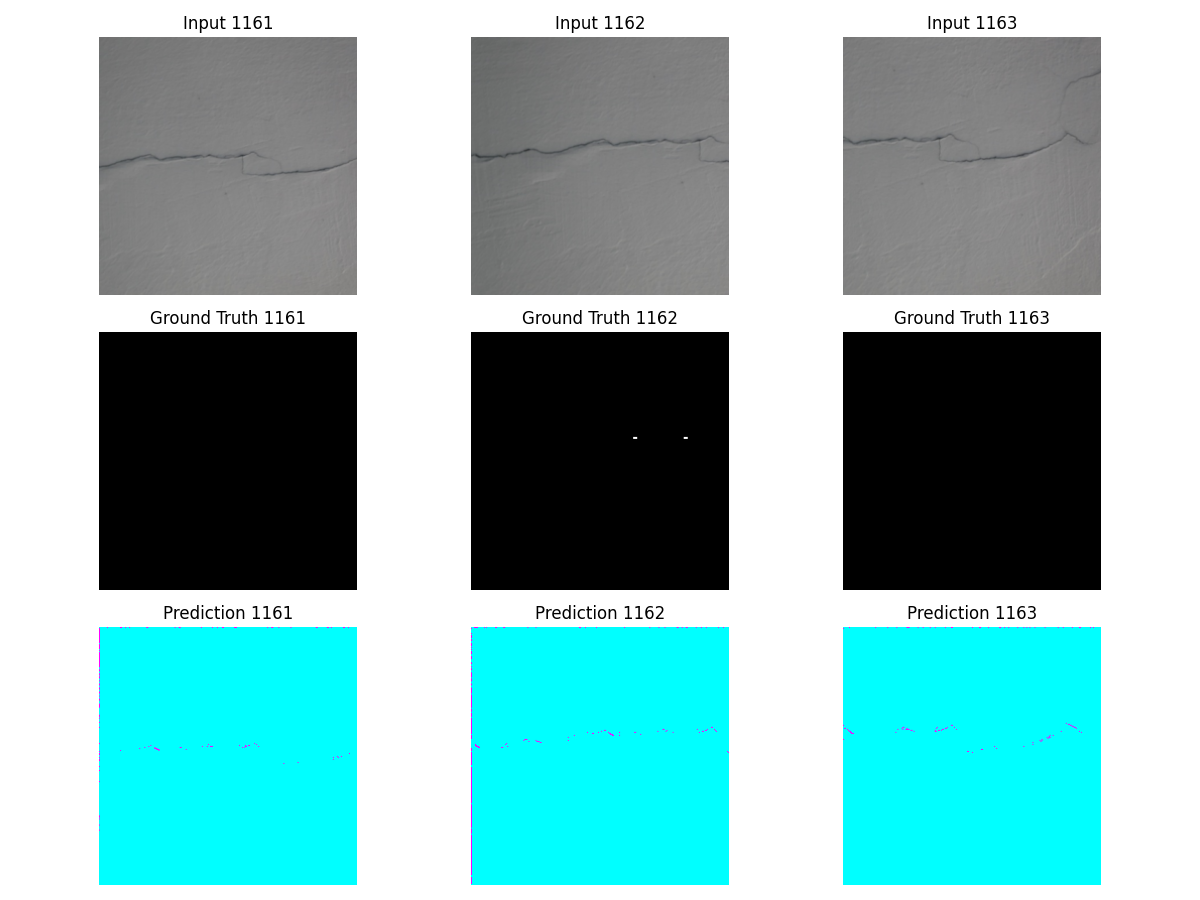 Input 1161
Input 1162
Input 1163
Ground Truth 1161
Ground Truth 1162
Ground Truth 1163
Prediction 1161
Prediction 1162
Prediction 1163